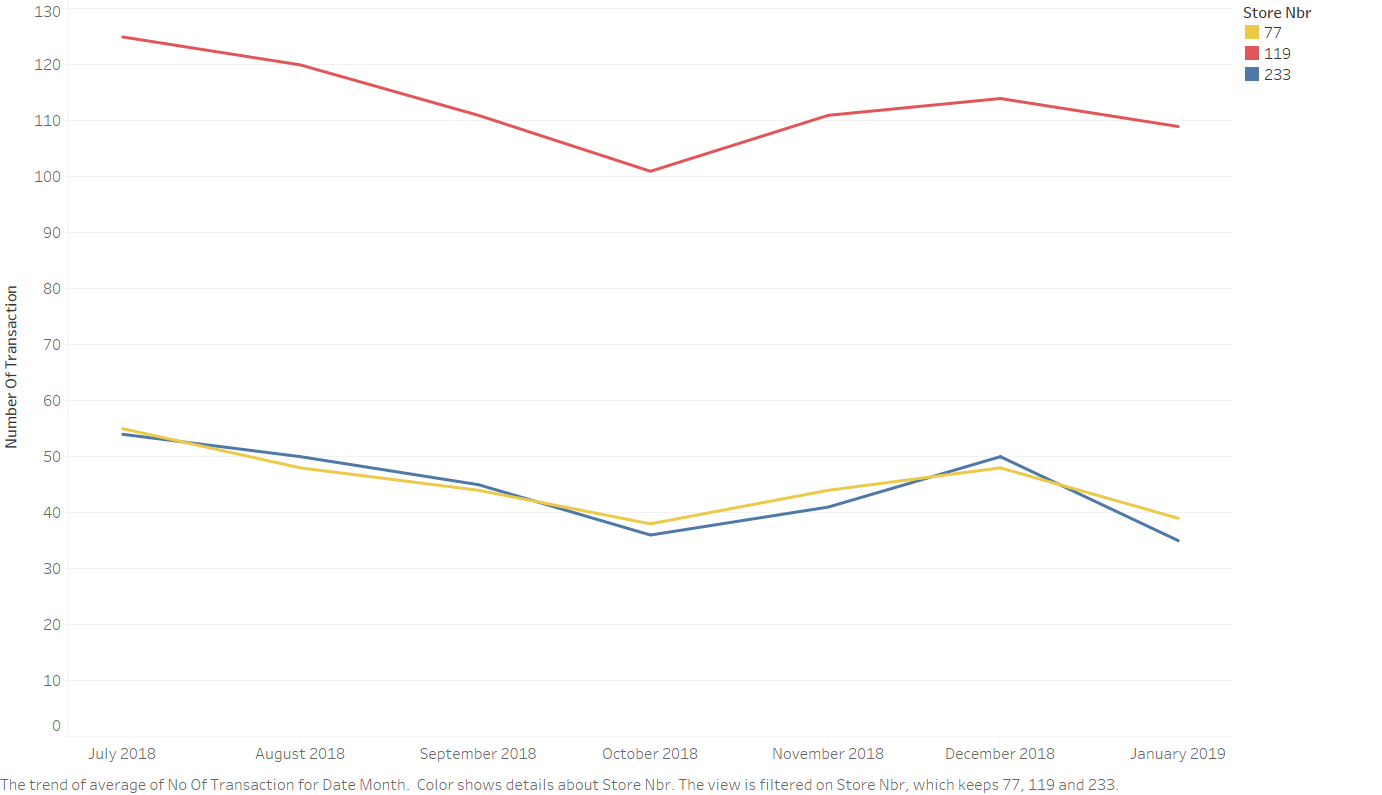 Store Nbr
77
119
233
130
120
110
100
90
80
70
60
50
40
30
20
10
0
Number Of Transaction
July 2018
August 2018
September 2018
October 2018
November 2018
December 2018
January 2019
The trend of average of No Of Transaction for Date Month.  Color shows details about Store Nbr. The view is filtered on Store Nbr, which keeps 77, 119 and 233.